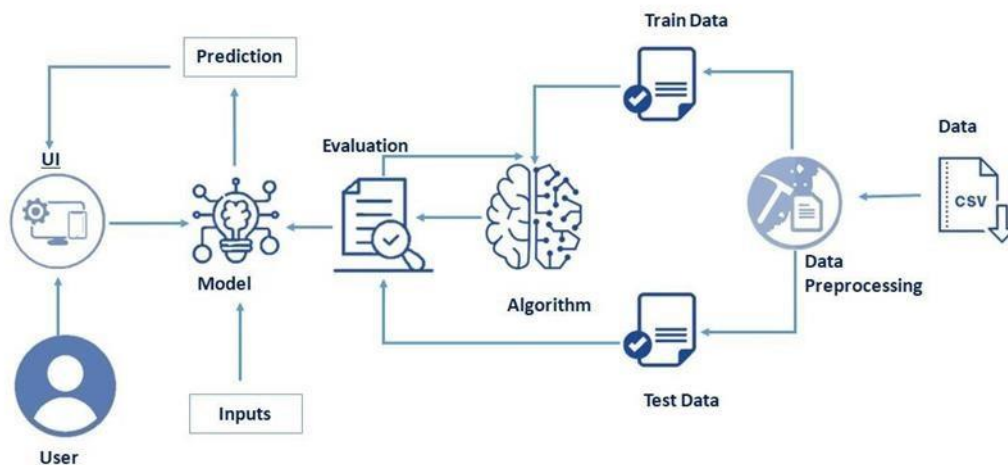 Train Data
Prediction
Data
Evaluation
UI
CSV
Model
Data
Preprocessing
Algorithm
Test Data
Inputs
User